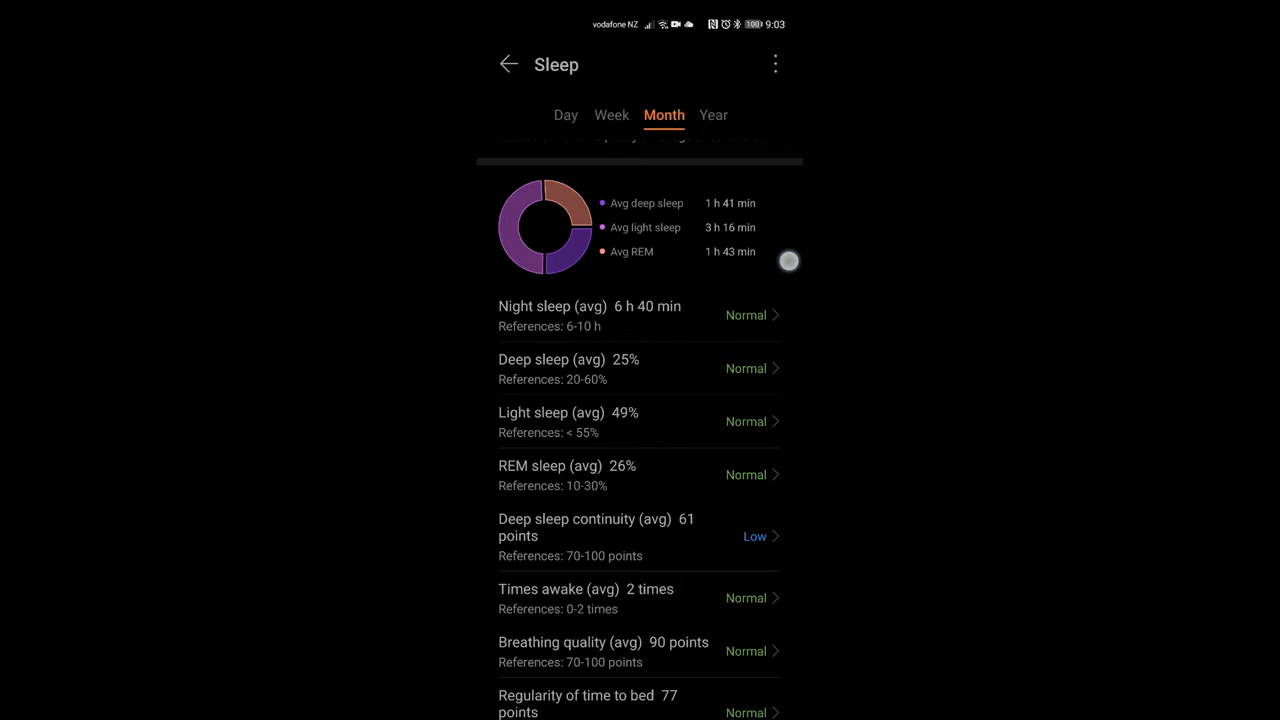 vodafone NZ 100 9:03
Sleep
Day Week Month Year
Avg deep sleep 1 h 41 min
Avg light sleep 3 h 16 min
Avg REM 1 h 43 min
Night sleep (avg) 6 h 40 min
References: 6-10 h
Normal
Deep sleep (avg) 25%
References: 20-60%
Normal
Light sleep (avg) 49%
References: < 55%
Normal
REM sleep (avg) 26%
References: 10-30%
Normal
Deep sleep continuity (avg) 61
points
References: 70-100 points
Low
Times awake (avg) 2 times
References: 0-2 times
Normal
Breathing quality (avg) 90 points
References: 70-100 points
Normal
Regularity of time to bed 77
points
Normal